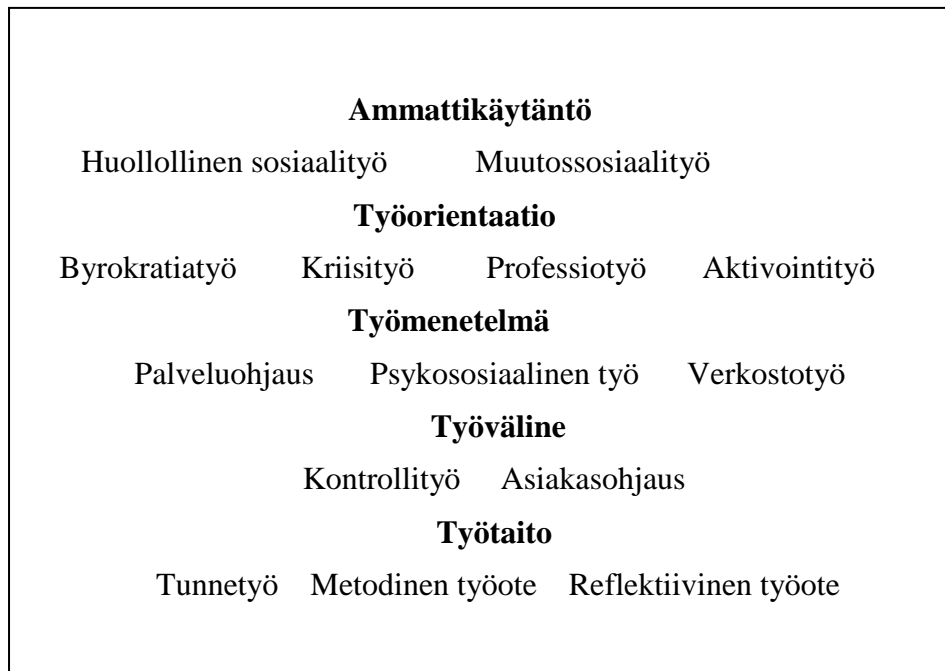 Ammattikäytäntö
Huollollinen sosiaalityö Muutossosiaalityö
Työorientaatio
Byrokratiatyö Kriisityö Professiotyö Aktivointityö
Työmenetelmä
Palveluohjaus Psykososiaalinen työ Verkostotyö
Työväline
Kontrollityö Asiakasohjaus
Työtaito
Tunnetyö Metodinen työote Reflektiivinen työote